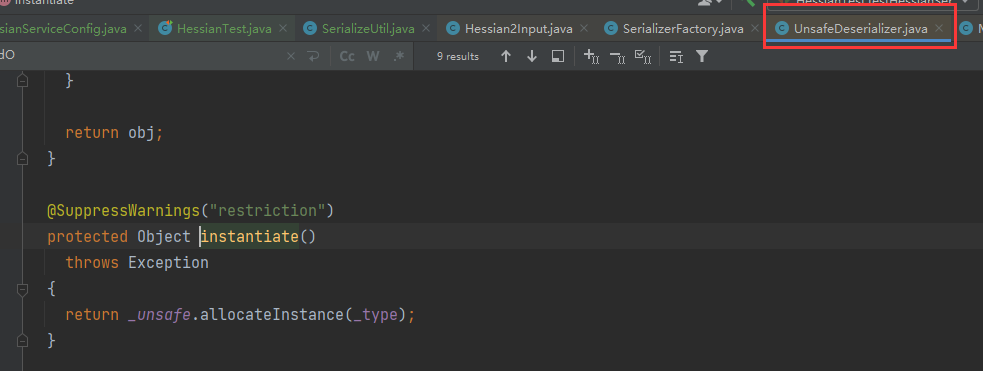 instantiate
sianServiceConfig.java HessianTest.java SerializeUtil.java Hessian2Input.java SerializerFactory.java UnsafeDeserializer.java
dO Cc W .* 9 results
}
return obj;
}
@SuppressWarnings("restriction")
protected Object instantiate()
throws Exception
{
return _unsafe.allocateInstance(_type);
}